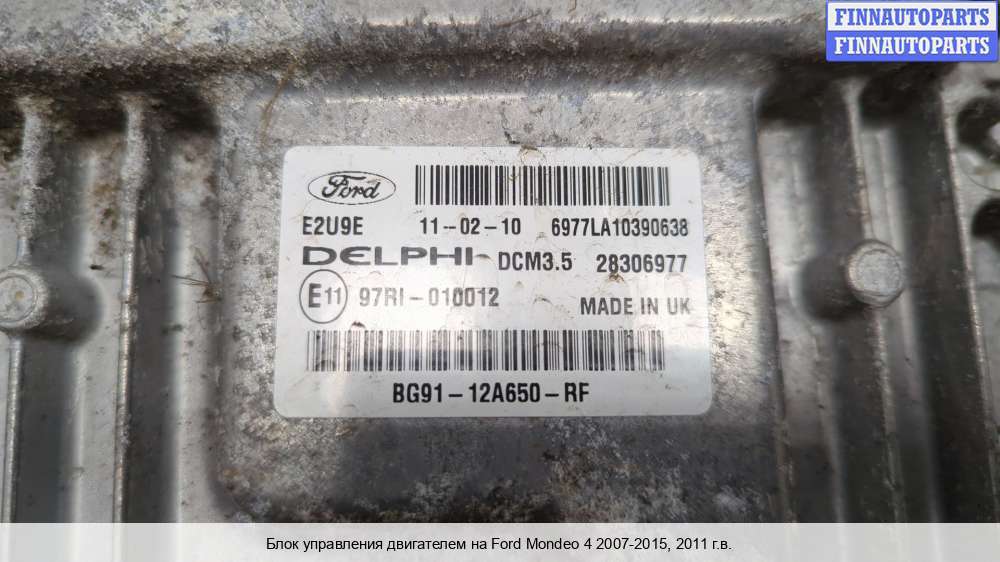 FINNAUTOPARTS
FINNAUTOPARTS
Ford
E2U9E 11-02-10 6977LA10390638
DELPHI DCM3.5 28306977
E11 97RI-010012 MADE IN UK
BG91-12A650-RF
Блок управления двигателем на Ford Mondeo 4 2007-2015, 2011 г.в.